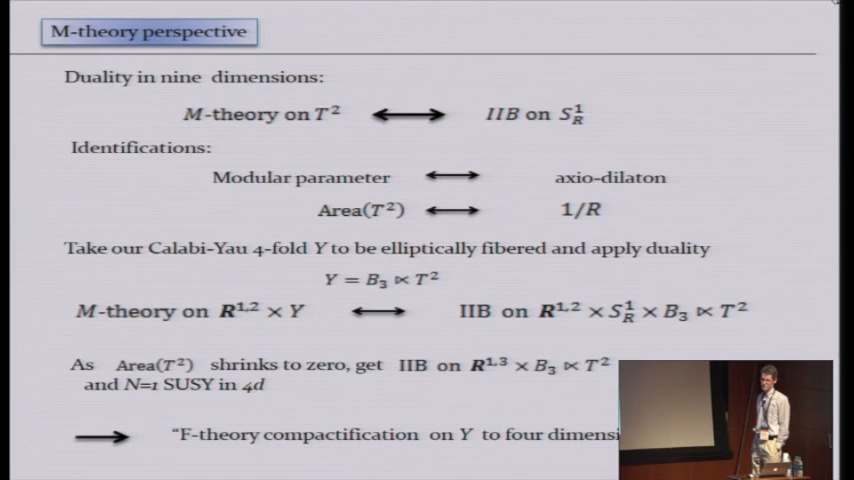 M-theory perspective
Duality in nine dimensions:
M-theory on T² ⟷ IIB on S¹_R
Identifications:
Modular parameter ⟷ axio-dilaton
Area(T²) ⟷ 1/R
Take our Calabi-Yau 4-fold Y to be elliptically fibered and apply duality
Y = B₃ ⋉ T²
M-theory on R^{1,2} × Y ⟷ IIB on R^{1,2} × S¹_R × B₃ ⋉ T²
As Area(T²) shrinks to zero, get IIB on R^{1,3} × B₃ ⋉ T²
and N=1 SUSY in 4d
⟶ "F-theory compactification on Y to four dimensi